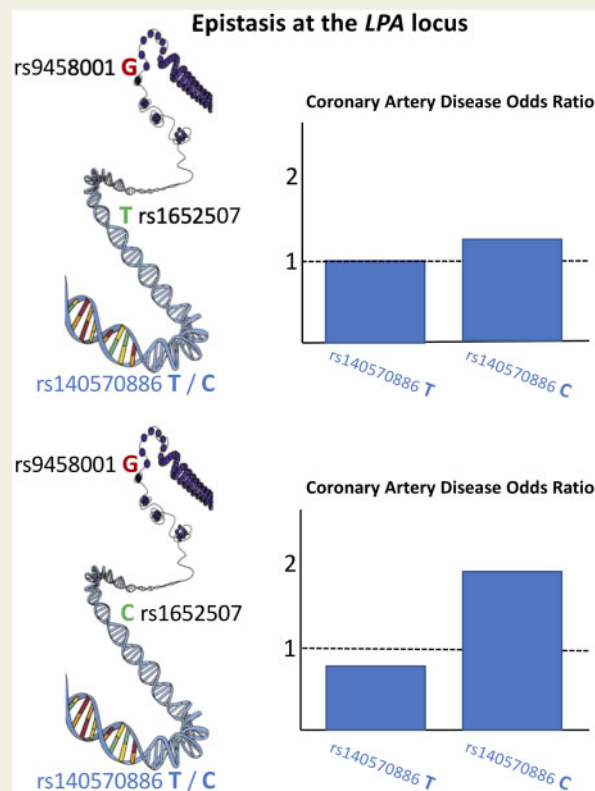 Epistasis at the LPA locus
rs9458001 G
T rs1652507
rs140570886 T / C
Coronary Artery Disease Odds Ratio
2
1
rs140570886 T
rs140570886 C
rs9458001 G
C rs1652507
rs140570886 T / C
Coronary Artery Disease Odds Ratio
2
1
rs140570886 T
rs140570886 C